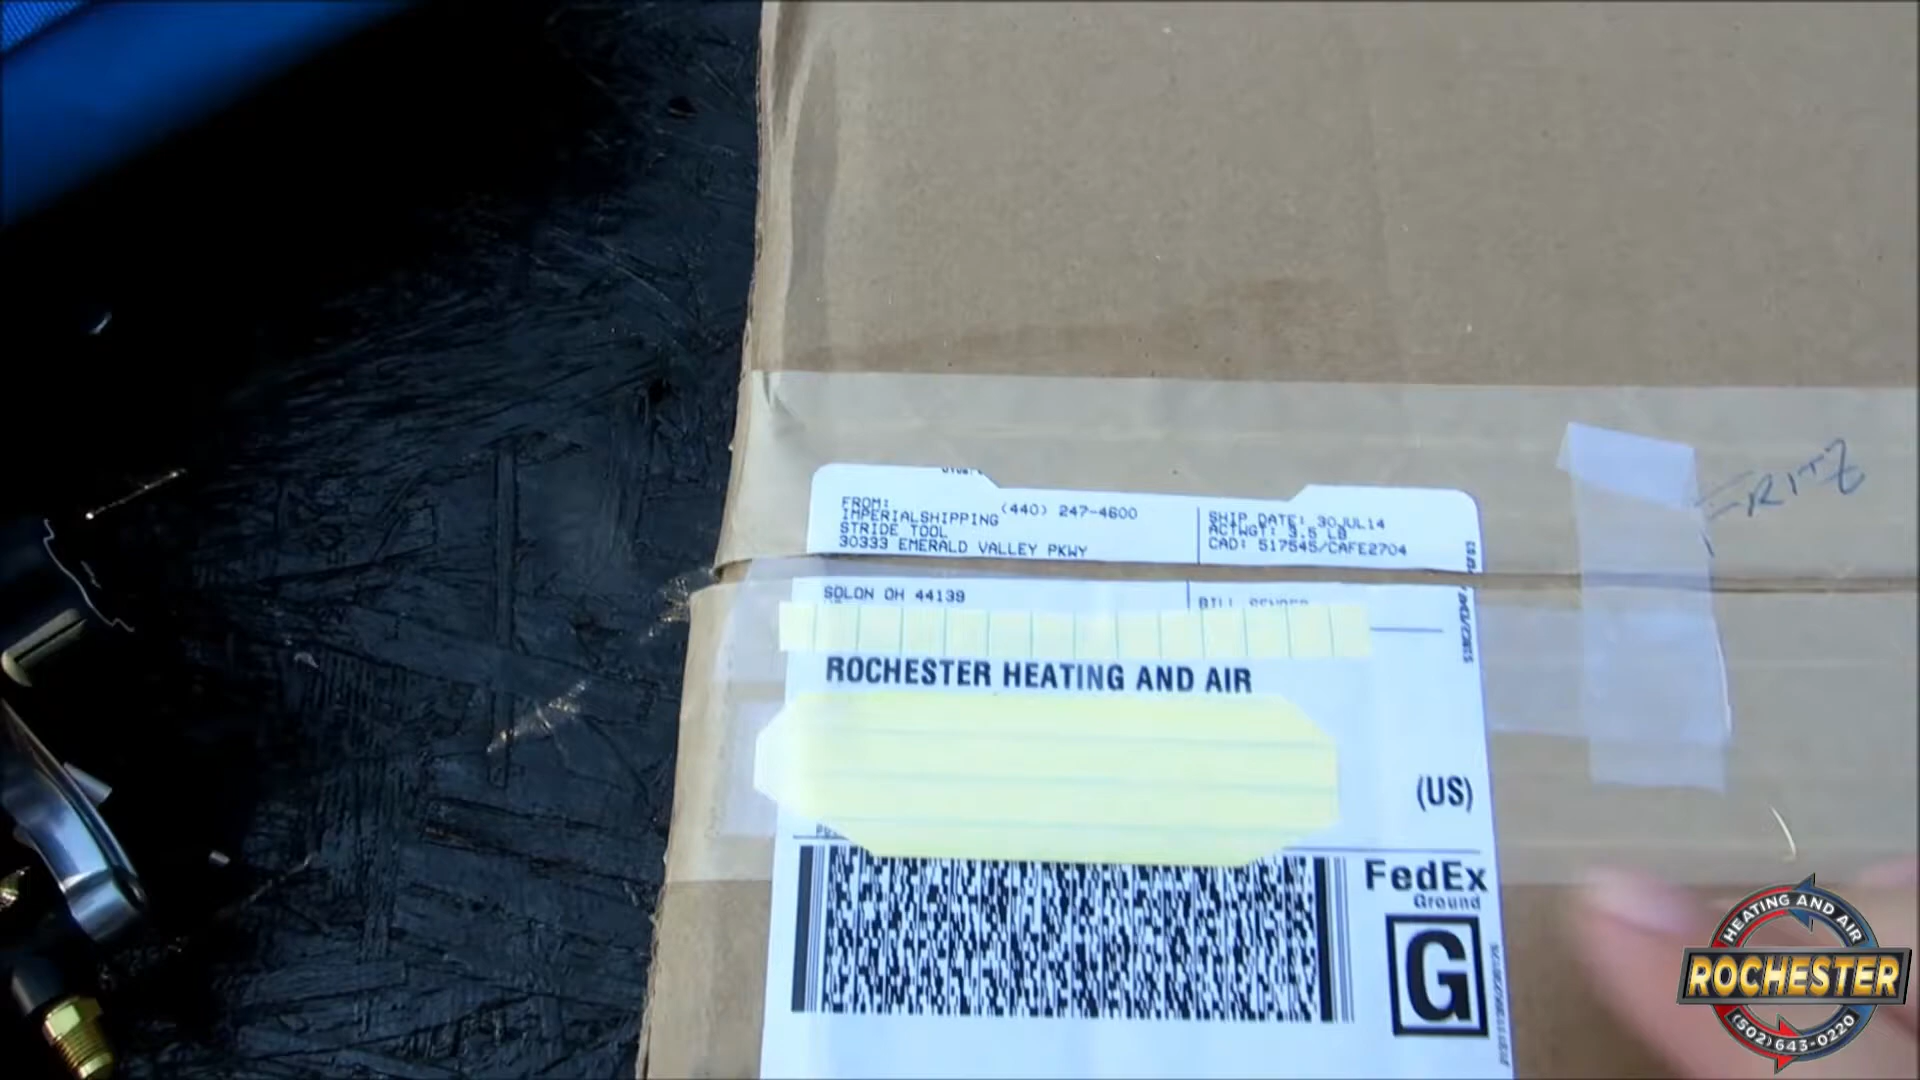 FROM:
IMPERIALSHIPPING (440) 247-4600
STRIDE TOOL
30333 EMERALD VALLEY PKWY
SHIP DATE: 30JUL14
ACTWGT: 3.5 LB
CAD: 517545/CAFE2704
SOLON OH 44139
BILL SENDER
FRITZ
ROCHESTER HEATING AND AIR
(US)
FedEx
Ground
G
HEATING AND AIR
ROCHESTER
(502) 643-0220